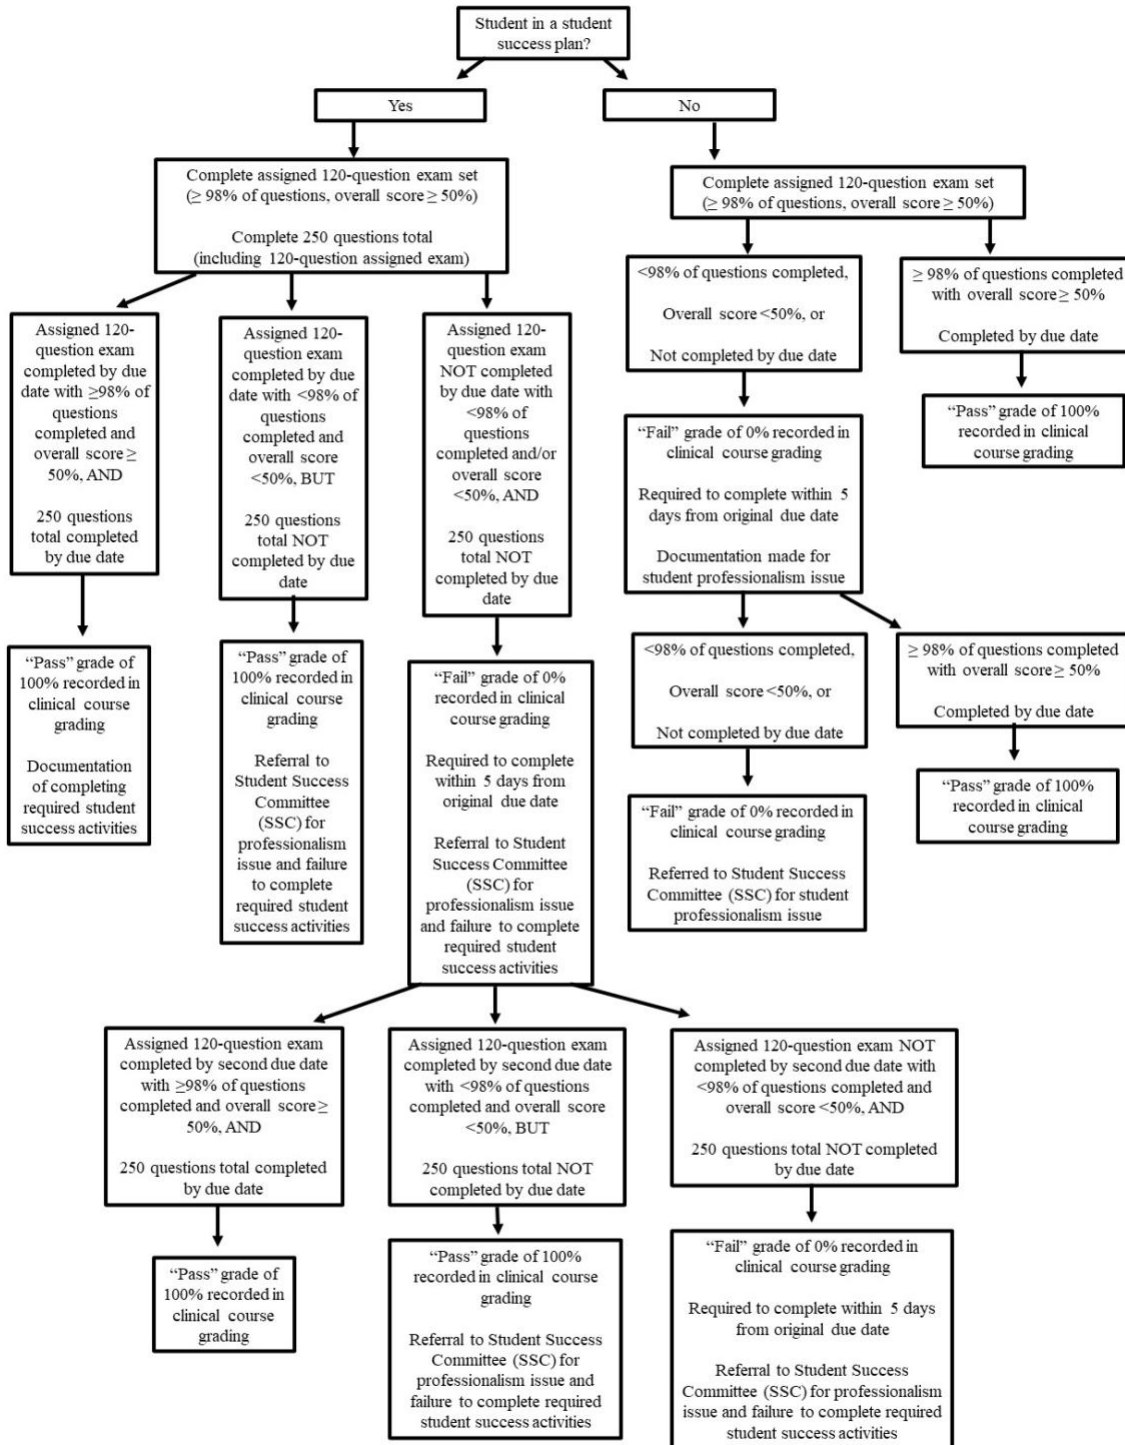 Student in a student
success plan?
Yes
No
Complete assigned 120-question exam set
(≥ 98% of questions, overall score ≥ 50%)
Complete 250 questions total
(including 120-question assigned exam)
Complete assigned 120-question exam set
(≥ 98% of questions, overall score ≥ 50%)
Assigned 120-
question exam
completed by due
date with ≥98% of
questions
completed and
overall score ≥
50%, AND
250 questions
total completed
by due date
Assigned 120-
question exam
completed by due
date with <98% of
questions
completed and
overall score
<50%, BUT
250 questions
total NOT
completed by due
date
Assigned 120-
question exam
NOT completed
by due date with
<98% of
questions
completed and/or
overall score
<50%, AND
250 questions
total NOT
completed by due
date
<98% of questions completed,
Overall score <50%, or
Not completed by due date
≥ 98% of questions completed
with overall score ≥ 50%
Completed by due date
"Fail" grade of 0% recorded in
clinical course grading
Required to complete within 5
days from original due date
Documentation made for
student professionalism issue
"Pass" grade of 100%
recorded in clinical
course grading
"Pass" grade of
100% recorded in
clinical course
grading
Documentation
of completing
required student
success activities
"Pass" grade of
100% recorded in
clinical course
grading
Referral to
Student Success
Committee
(SSC) for
professionalism
issue and failure
to complete
required student
success activities
"Fail" grade of 0%
recorded in clinical
course grading
Required to complete
within 5 days from
original due date
Referral to Student
Success Committee
(SSC) for
professionalism issue
and failure to complete
required student
success activities
<98% of questions completed,
Overall score <50%, or
Not completed by due date
≥ 98% of questions completed
with overall score ≥ 50%
Completed by due date
"Fail" grade of 0% recorded in
clinical course grading
Referred to Student Success
Committee (SSC) for student
professionalism issue
"Pass" grade of 100%
recorded in clinical
course grading
Assigned 120-question exam
completed by second due date
with ≥98% of questions
completed and overall score ≥
50%, AND
250 questions total completed
by due date
Assigned 120-question exam
completed by second due date
with <98% of questions
completed and overall score
<50%, BUT
250 questions total NOT
completed by due date
Assigned 120-question exam NOT
completed by second due date with
<98% of questions completed and
overall score <50%, AND
250 questions total NOT completed
by due date
"Pass" grade of
100% recorded in
clinical course
grading
"Pass" grade of 100%
recorded in clinical course
grading
Referral to Student Success
Committee (SSC) for
professionalism issue and
failure to complete required
student success activities
"Fail" grade of 0% recorded in
clinical course grading
Required to complete within 5 days
from original due date
Referral to Student Success
Committee (SSC) for professionalism
issue and failure to complete required
student success activities